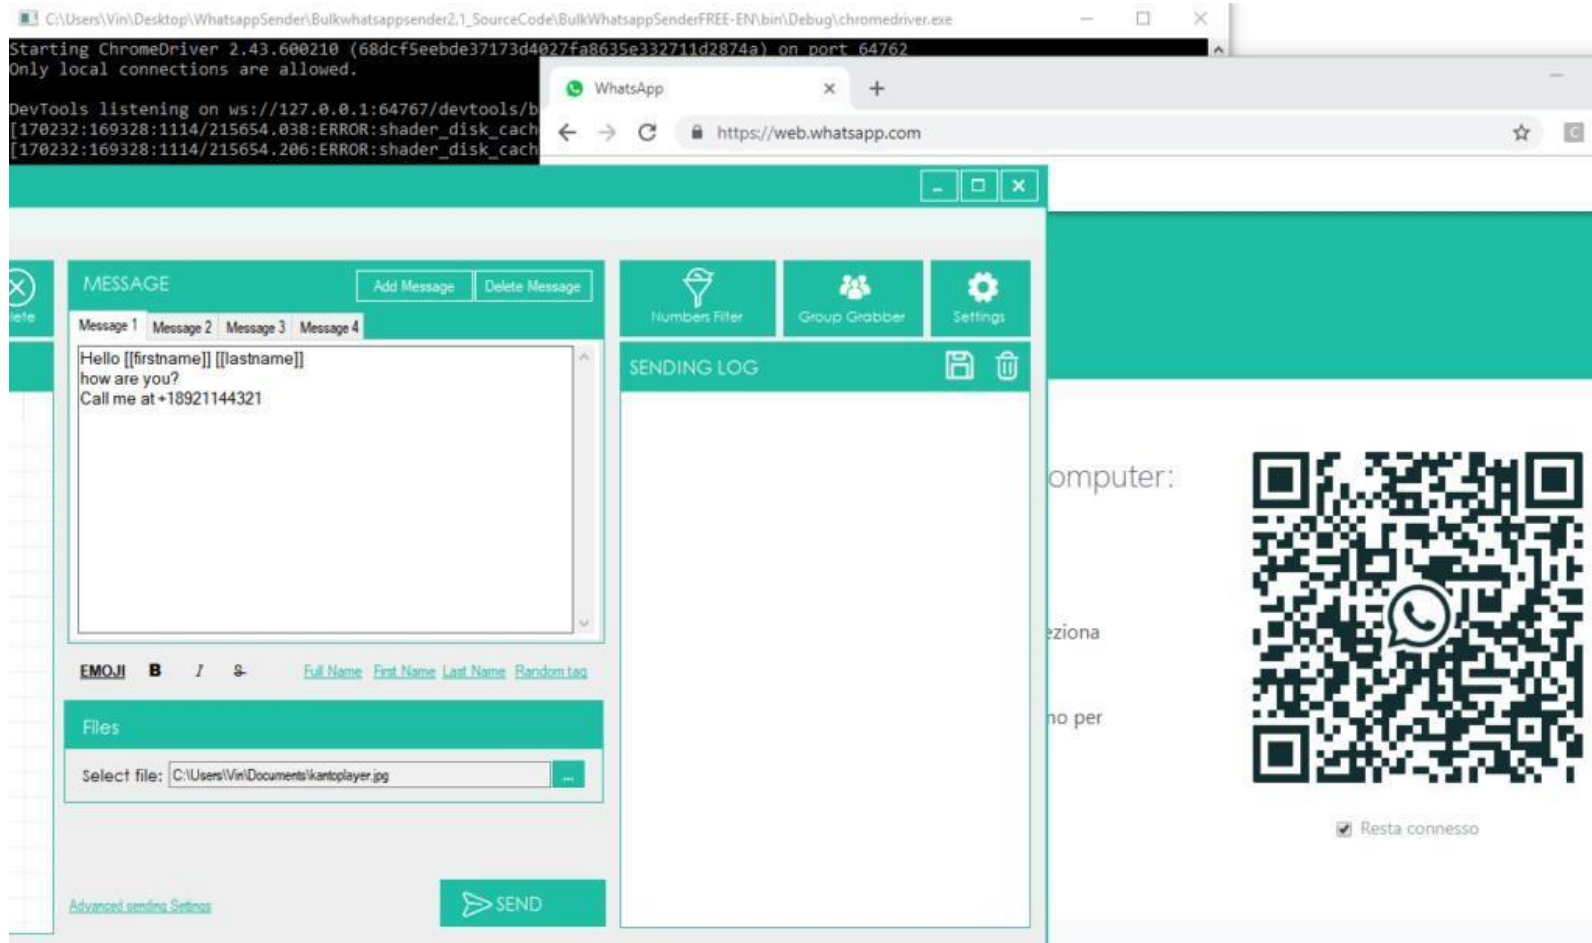 C:\Users\Vin\Desktop\WhatsappSender\Bulkwhatsappsender2.1_SourceCode\BulkWhatsappSenderFREE-EN\bin\Debug\chromedriver.exe
Starting ChromeDriver 2.43.600210 (68dcf5eebde37173d4027fa8635e332711d2874a) on port 64762
Only local connections are allowed.
DevTools listening on ws://127.0.0.1:64767/devtools/b
[170232:169328:1114/215654.038:ERROR:shader_disk_cach
[170232:169328:1114/215654.206:ERROR:shader_disk_cach
WhatsApp
https://web.whatsapp.com
MESSAGE
Add Message
Delete Message
Message 1 Message 2 Message 3 Message 4
Hello [[firstname]] [[lastname]]
how are you?
Call me at +18921144321
EMOJI B I S
Full Name First Name Last Name Random tag
Files
Select file: C:\Users\Vin\Documents\kantoplayer.jpg
...
Advanced sending Settings
SEND
Numbers Filter
Group Grabber
Settings
SENDING LOG
omputer:
eziona
no per
Resta connesso